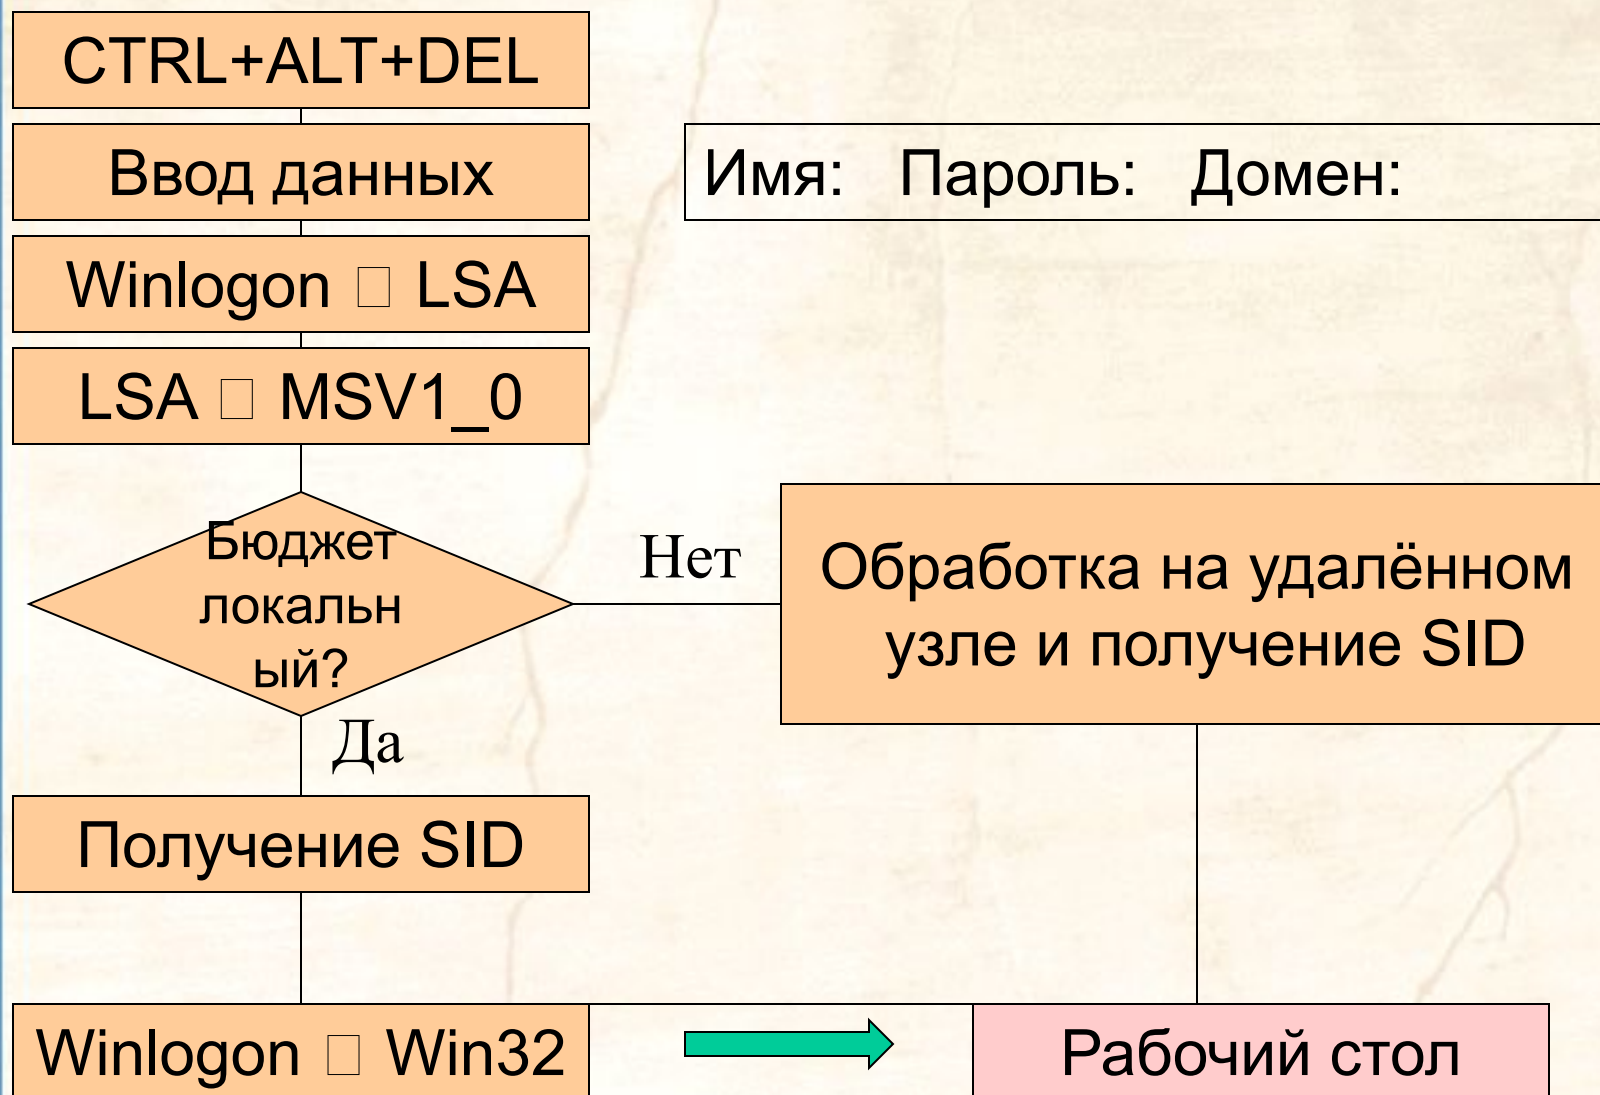 CTRL+ALT+DEL
Ввод данных
Имя: Пароль: Домен:
Winlogon □ LSA
LSA □ MSV1_0
Бюджет
локальн
ый?
Нет
Обработка на удалённом
узле и получение SID
Да
Получение SID
Winlogon □ Win32
Рабочий стол